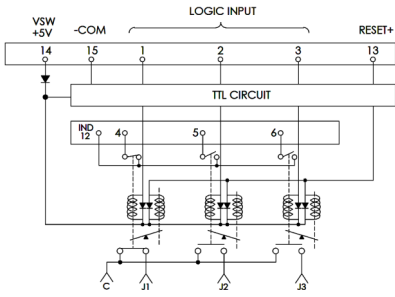 LOGIC INPUT
VSW
+5V
-COM
RESET+
14 15 1 2 3 13
TTL CIRCUIT
IND
12
4 5 6
C J1 J2 J3